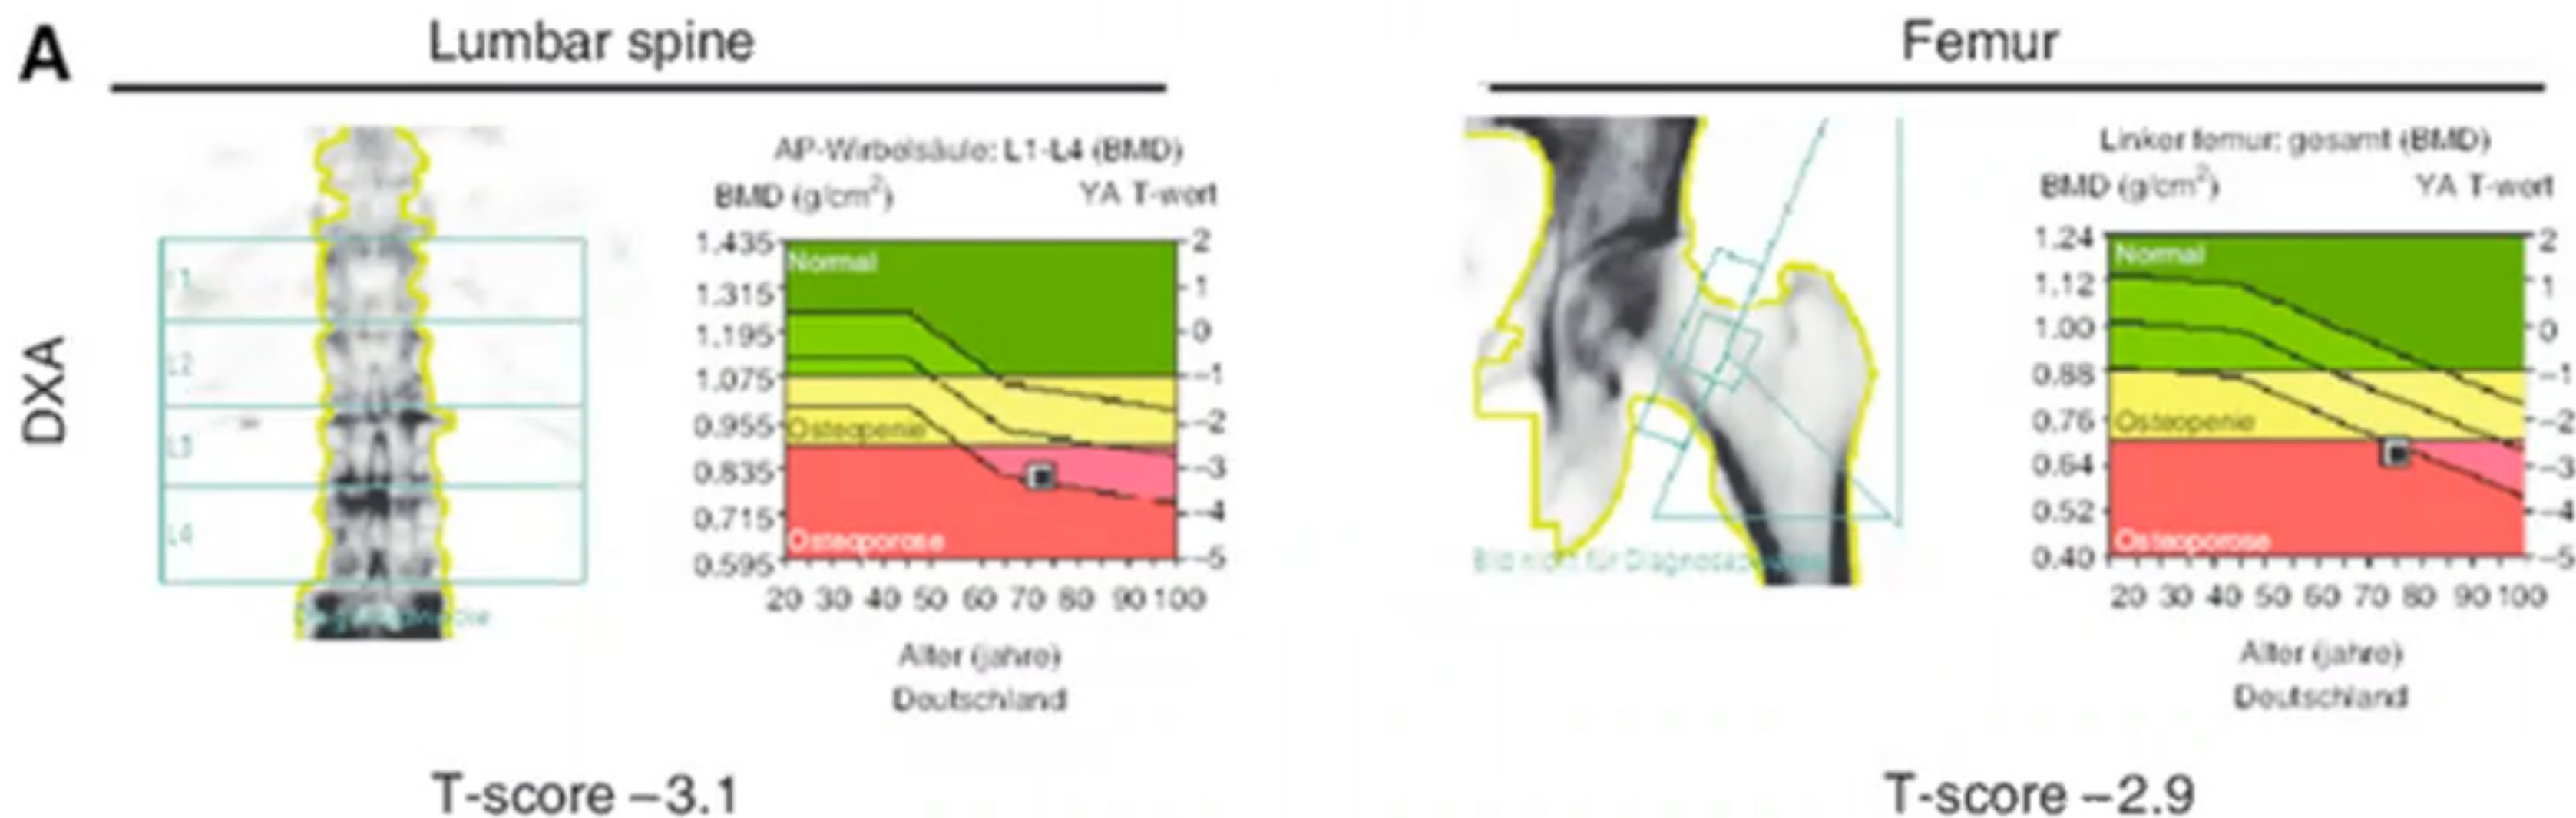 A
Lumbar spine
Femur
DXA
AP-Wirbelsäule: L1-L4 (BMD)
BMD (g/cm²) YA T-wert
1.435 2
Normal
1.315 1
1.195 0
1.075 –1
0.955 –2
Osteopenie
0.835 –3
0.715 –4
Osteoporose
0.595 –5
20 30 40 50 60 70 80 90 100
Alter (jahre)
Deutschland
L1
L2
L3
L4
T-score –3.1
Linker femur: gesamt (BMD)
BMD (g/cm²) YA T-wert
1.24 2
Normal
1.12 1
1.00 0
0.88 –1
0.76 –2
Osteopenie
0.64 –3
0.52 –4
Osteoporose
0.40 –5
20 30 40 50 60 70 80 90 100
Alter (jahre)
Deutschland
Bild nicht für Diagnose
T-score –2.9